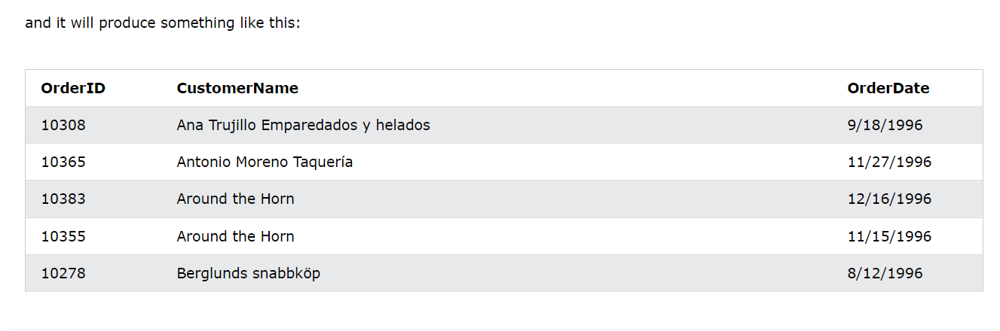 and it will produce something like this:
OrderID CustomerName OrderDate
10308 Ana Trujillo Emparedados y helados 9/18/1996
10365 Antonio Moreno Taquería 11/27/1996
10383 Around the Horn 12/16/1996
10355 Around the Horn 11/15/1996
10278 Berglunds snabbköp 8/12/1996